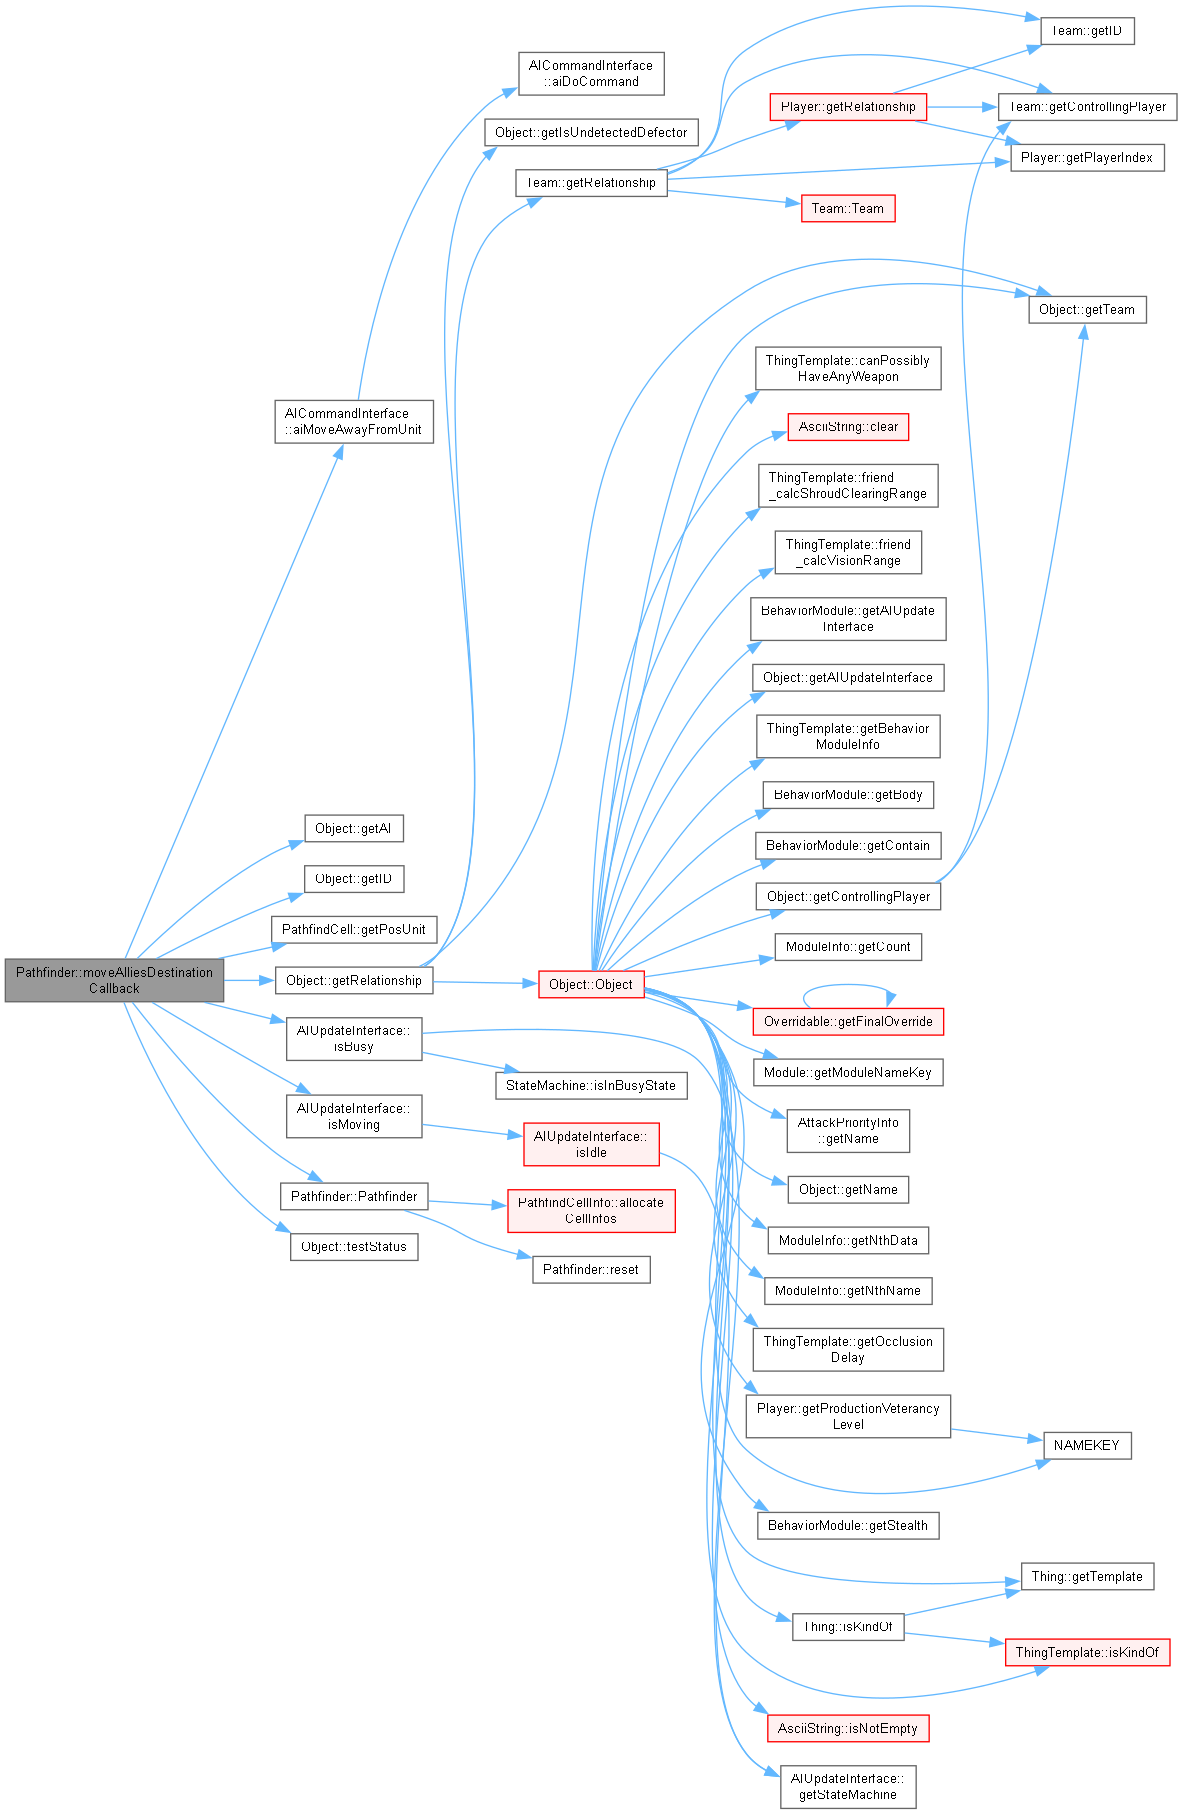 Pathfinder::moveAlliesDestination
Callback
AICommandInterface
::aiMoveAwayFromUnit
AICommandInterface
::aiDoCommand
Object::getAI
Object::getID
PathfindCell::getPosUnit
Object::getRelationship
Object::getIsUndetectedDefector
Team::getRelationship
Team::getID
Player::getRelationship
Team::getControllingPlayer
Player::getPlayerIndex
Team::Team
Object::getTeam
Object::Object
ThingTemplate::canPossibly
HaveAnyWeapon
AsciiString::clear
ThingTemplate::friend
_calcShroudClearingRange
ThingTemplate::friend
_calcVisionRange
BehaviorModule::getAIUpdate
Interface
Object::getAIUpdateInterface
ThingTemplate::getBehavior
ModuleInfo
BehaviorModule::getBody
BehaviorModule::getContain
Object::getControllingPlayer
ModuleInfo::getCount
Overridable::getFinalOverride
Module::getModuleNameKey
AttackPriorityInfo
::getName
Object::getName
ModuleInfo::getNthData
ModuleInfo::getNthName
ThingTemplate::getOcclusion
Delay
Player::getProductionVeterancy
Level
NAMEKEY
BehaviorModule::getStealth
Thing::getTemplate
Thing::isKindOf
ThingTemplate::isKindOf
AsciiString::isNotEmpty
AIUpdateInterface::
getStateMachine
AIUpdateInterface::
isBusy
StateMachine::isInBusyState
AIUpdateInterface::
isMoving
AIUpdateInterface::
isIdle
Pathfinder::Pathfinder
PathfindCellInfo::allocate
CellInfos
Pathfinder::reset
Object::testStatus